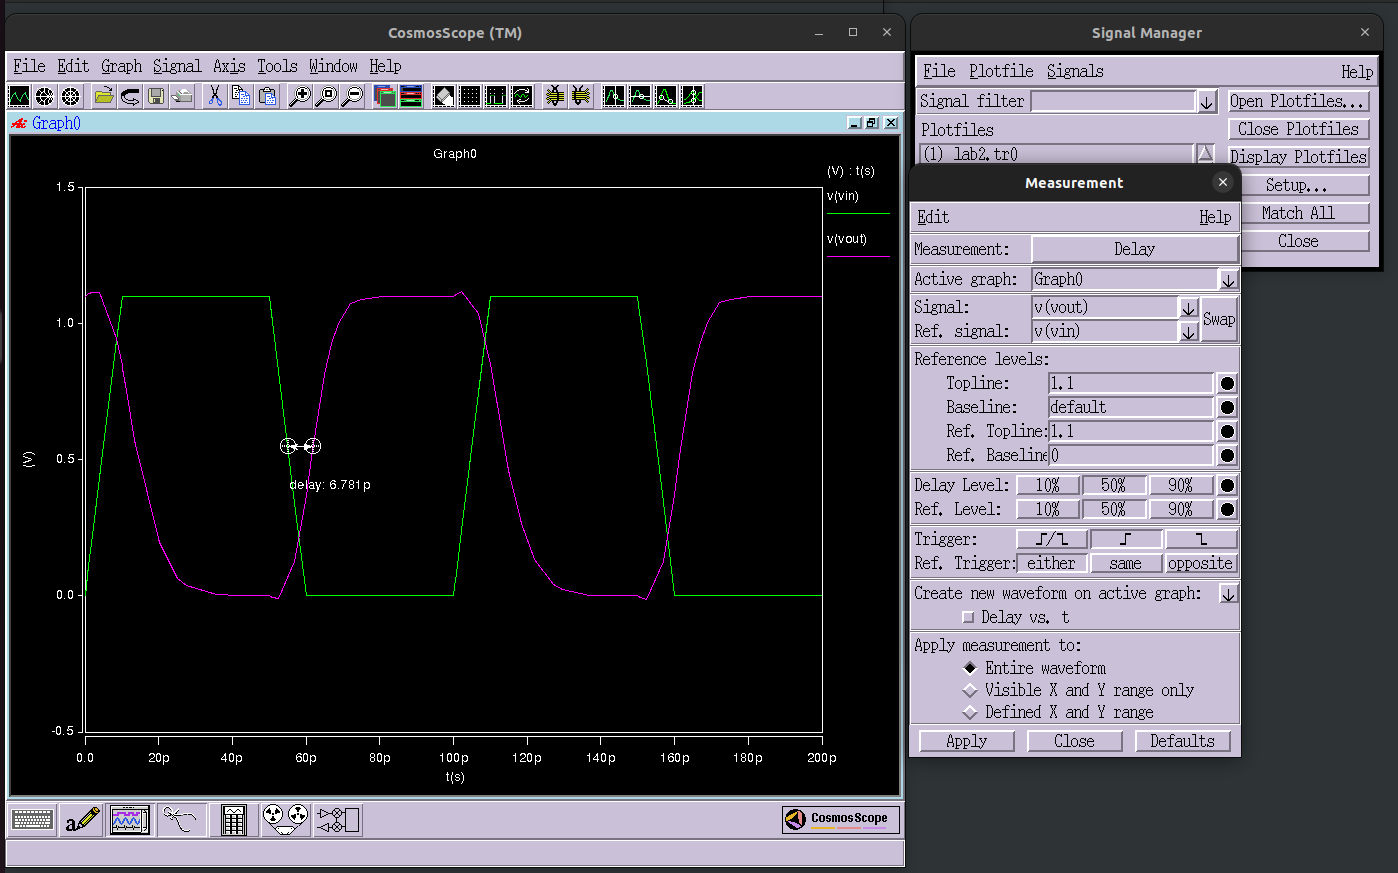 CosmosScope (TM)
File Edit Graph Signal Axis Tools Window Help
Graph0
Graph0
(V) : t(s)
v(vin)
v(vout)
1.5
1.0
0.5
0.0
-0.5
(V)
delay: 6.781p
0.0 20p 40p 60p 80p 100p 120p 140p 160p 180p 200p
t(s)
a
CosmosScope
Signal Manager
File Plotfile Signals Help
Signal filter
Open Plotfiles...
Plotfiles
Close Plotfiles
(1) lab2.tr0
Display Plotfiles
Setup...
Match All
Close
Measurement
Edit Help
Measurement: Delay
Active graph: Graph0
Signal: v(vout)
Ref. signal: v(vin)
Swap
Reference levels:
Topline: 1.1
Baseline: default
Ref. Topline: 1.1
Ref. Baseline 0
Delay Level: 10% 50% 90%
Ref. Level: 10% 50% 90%
Trigger:
Ref. Trigger: either same opposite
Create new waveform on active graph:
Delay vs. t
Apply measurement to:
Entire waveform
Visible X and Y range only
Defined X and Y range
Apply Close Defaults